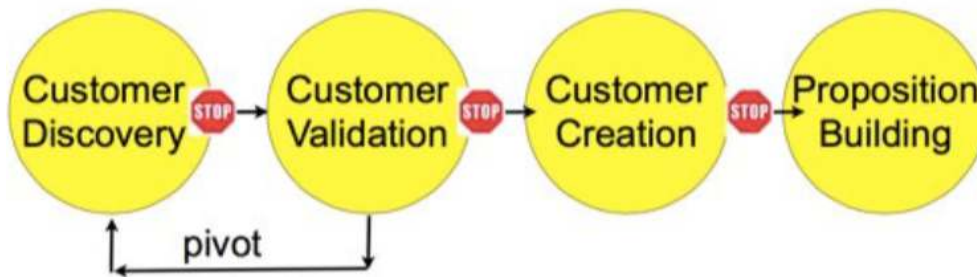 Customer
Discovery
STOP
Customer
Validation
STOP
Customer
Creation
STOP
Proposition
Building
pivot